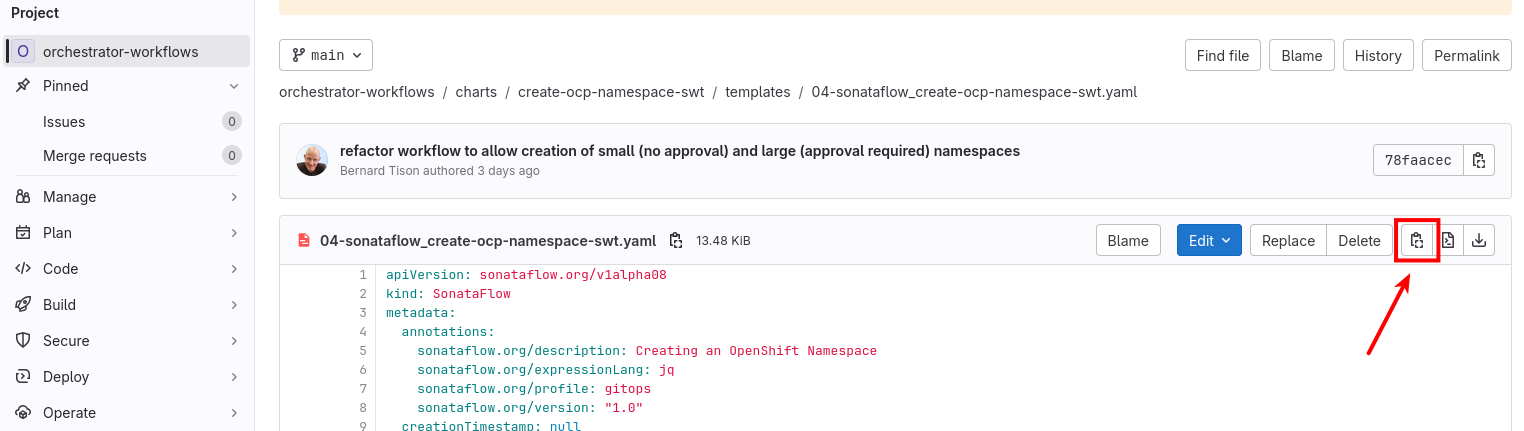 Project
O orchestrator-workflows
Pinned
Issues 0
Merge requests 0
Manage
Plan
Code
Build
Secure
Deploy
Operate
main
Find file Blame History Permalink
orchestrator-workflows / charts / create-ocp-namespace-swt / templates / 04-sonataflow_create-ocp-namespace-swt.yaml
refactor workflow to allow creation of small (no approval) and large (approval required) namespaces
Bernard Tison authored 3 days ago
78faacec
04-sonataflow_create-ocp-namespace-swt.yaml 13.48 KiB
Blame Edit Replace Delete
1 apiVersion: sonataflow.org/v1alpha08
2 kind: SonataFlow
3 metadata:
4 annotations:
5 sonataflow.org/description: Creating an OpenShift Namespace
6 sonataflow.org/expressionLang: jq
7 sonataflow.org/profile: gitops
8 sonataflow.org/version: "1.0"
9 creationTimestamp: null